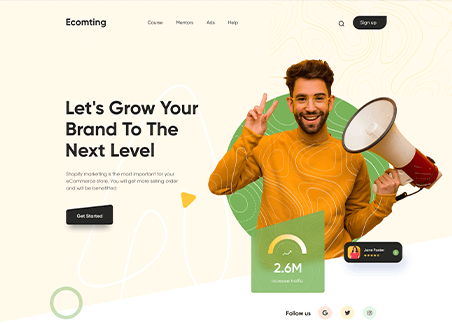 Ecomting
Course
Mentors
Ads
Help
Sign up
Let's Grow Your
Brand To The
Next Level
Shopify marketing is the most important for your
eCommerce store. You will get more selling order
and will be benefitted
Get Started
2.6M
Increase traffic
Jane Foster
Follow us
G